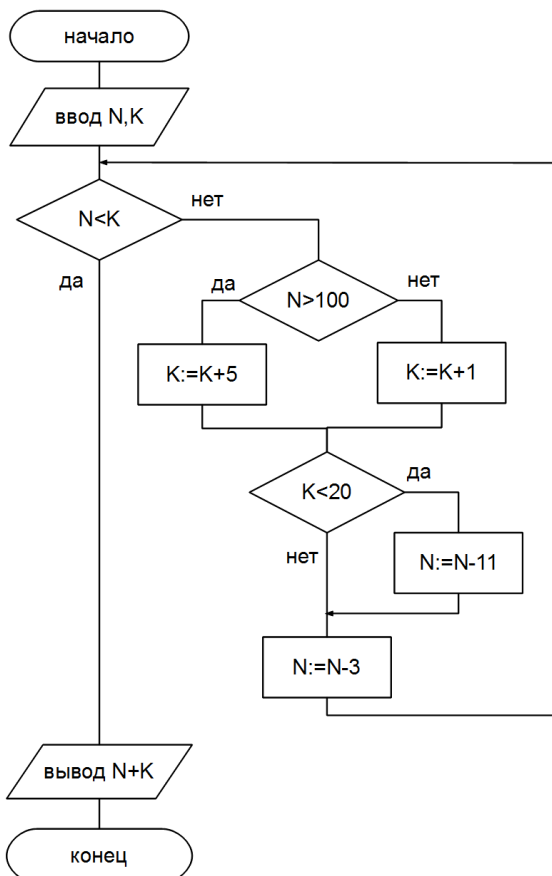 начало
ввод N,K
N<K
нет
да
N>100
да
нет
K:=K+5
K:=K+1
K<20
да
нет
N:=N-11
N:=N-3
вывод N+K
конец